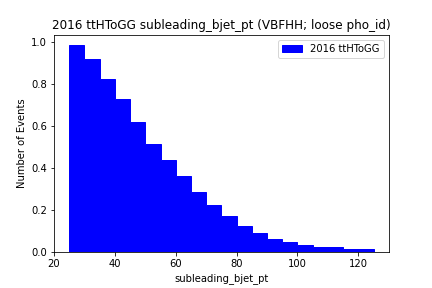 2016 ttHToGG subleading_bjet_pt (VBFHH; loose pho_id)
2016 ttHToGG
1.0
0.8
0.6
0.4
0.2
0.0
Number of Events
20 40 60 80 100 120
subleading_bjet_pt